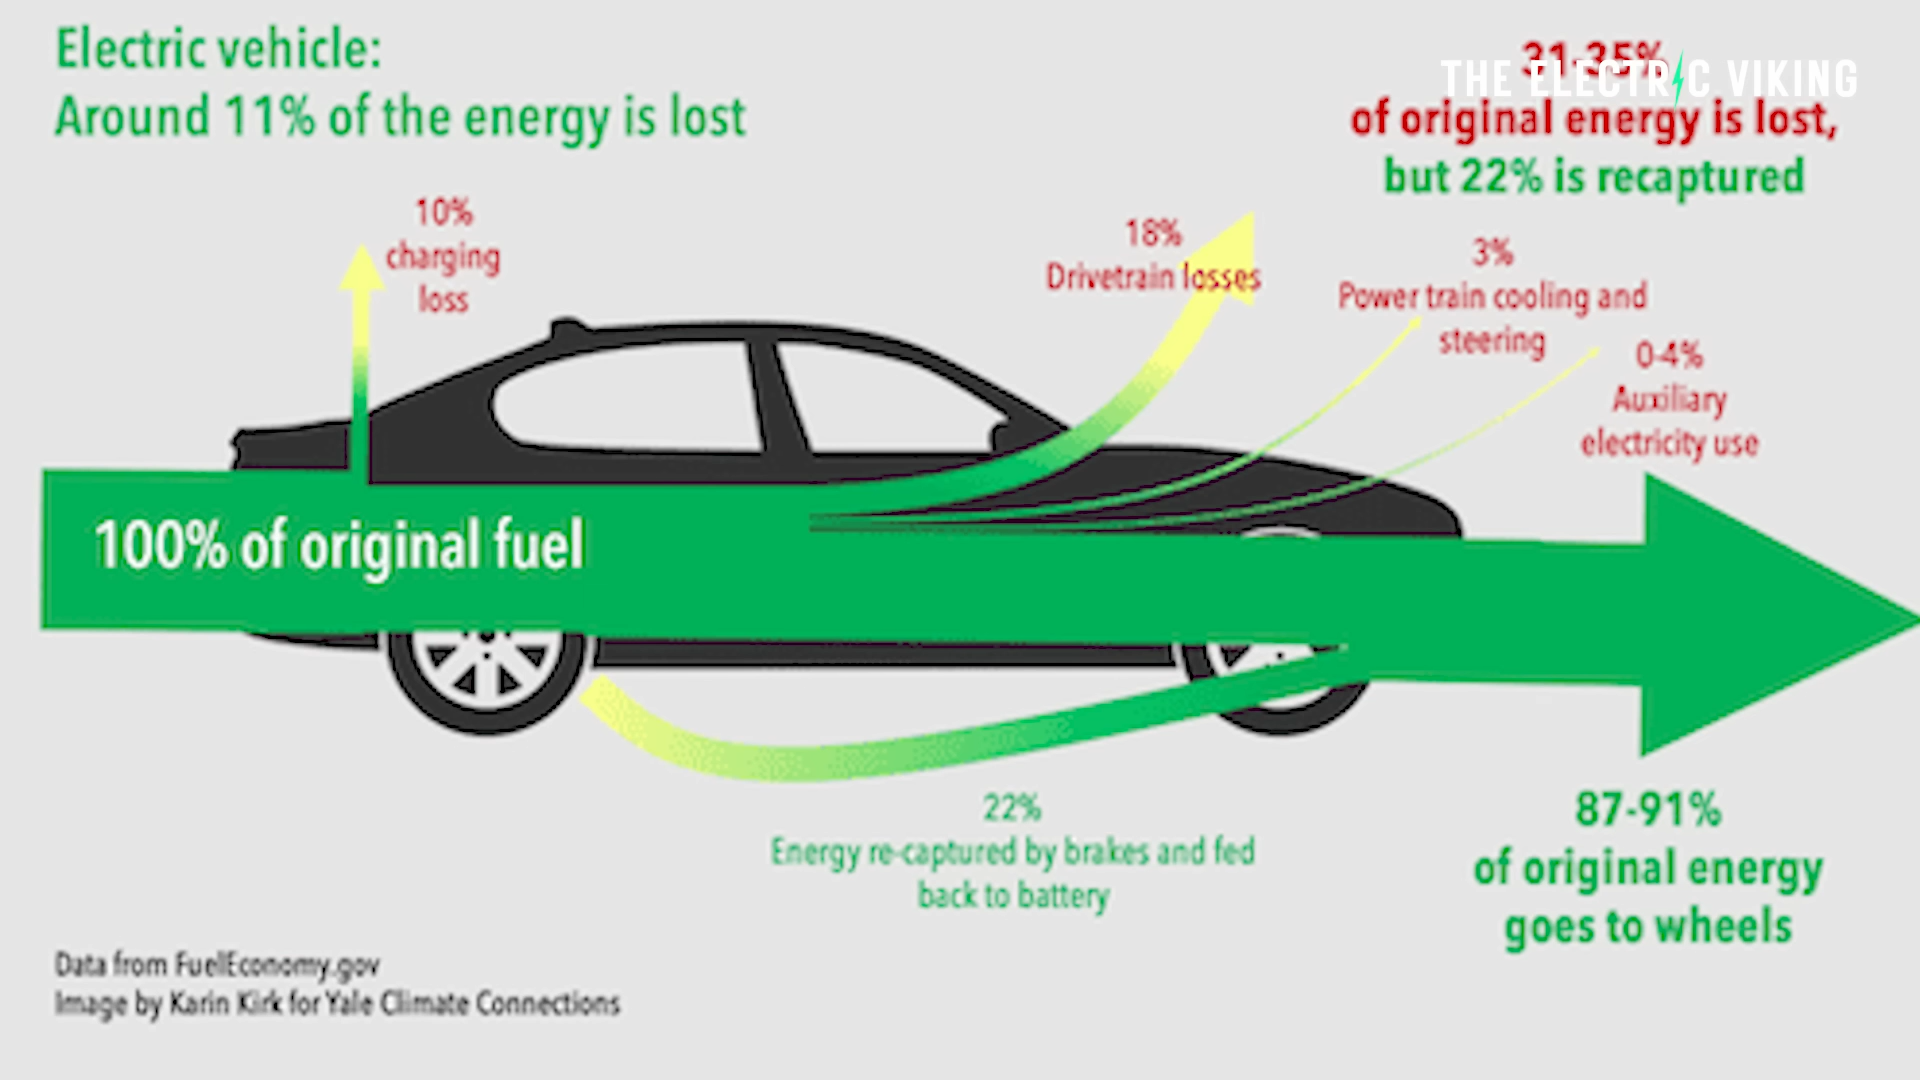 Electric vehicle:
Around 11% of the energy is lost
31-35%
THE ELECTRIC VIKING
of original energy is lost,
but 22% is recaptured
10%
charging
loss
18%
Drivetrain losses
3%
Power train cooling and
steering
0-4%
Auxiliary
electricity use
100% of original fuel
22%
Energy re-captured by brakes and fed
back to battery
87-91%
of original energy
goes to wheels
Data from FuelEconomy.gov
Image by Karin Kirk for Yale Climate Connections